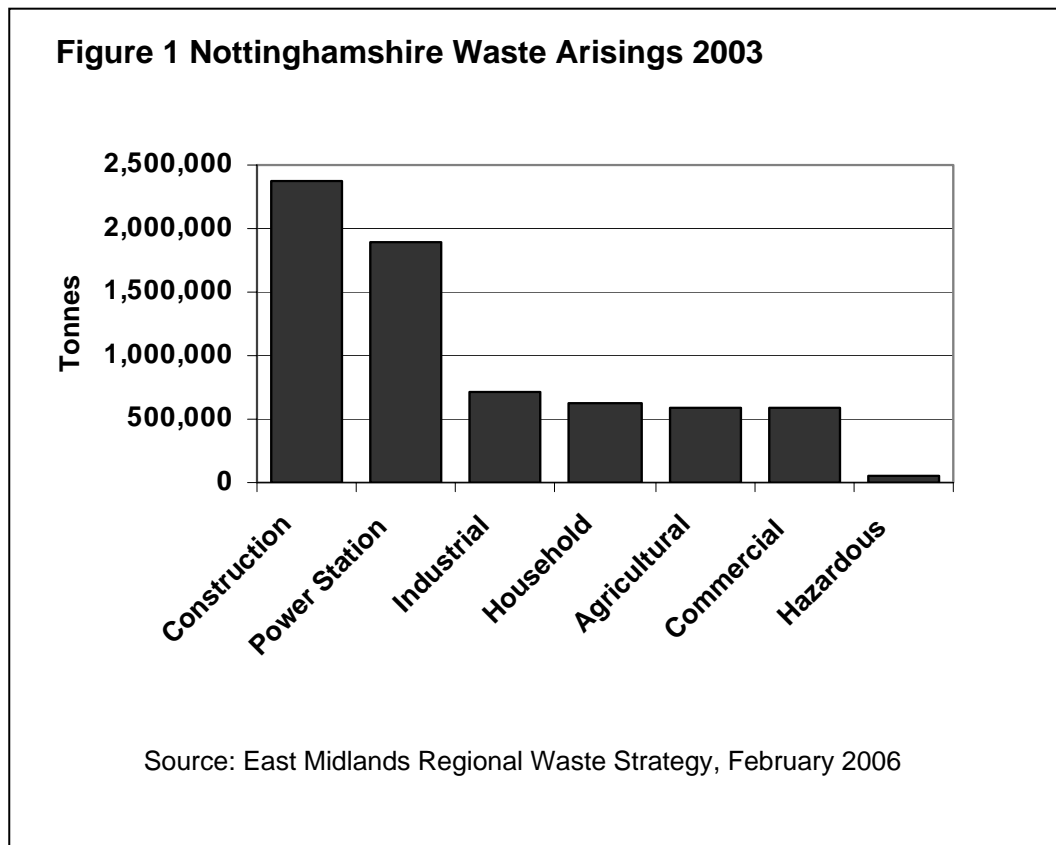 Figure 1 Nottinghamshire Waste Arisings 2003
2,500,000
2,000,000
1,500,000
1,000,000
500,000
0
Tonnes
Construction
Power Station
Industrial
Household
Agricultural
Commercial
Hazardous
Source: East Midlands Regional Waste Strategy, February 2006